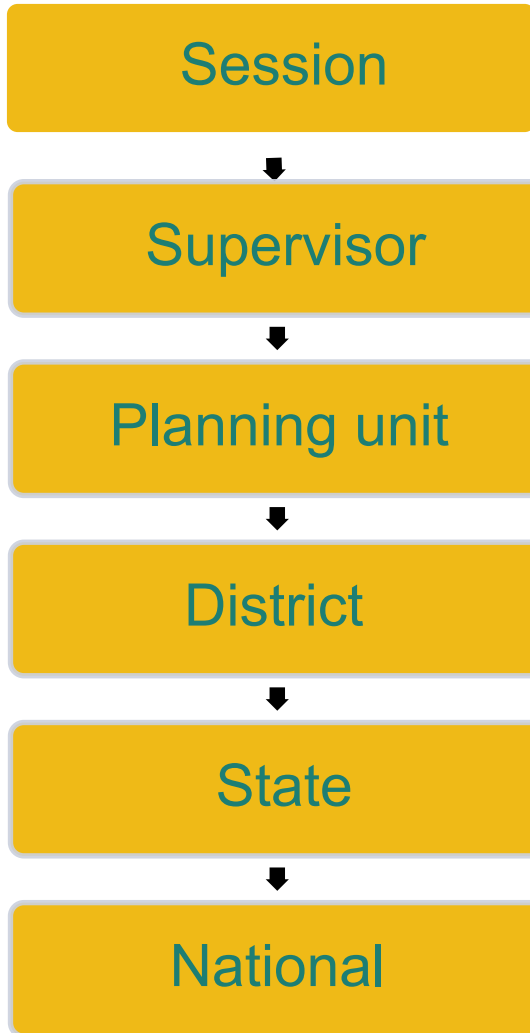 Session
Supervisor
Planning unit
District
State
National